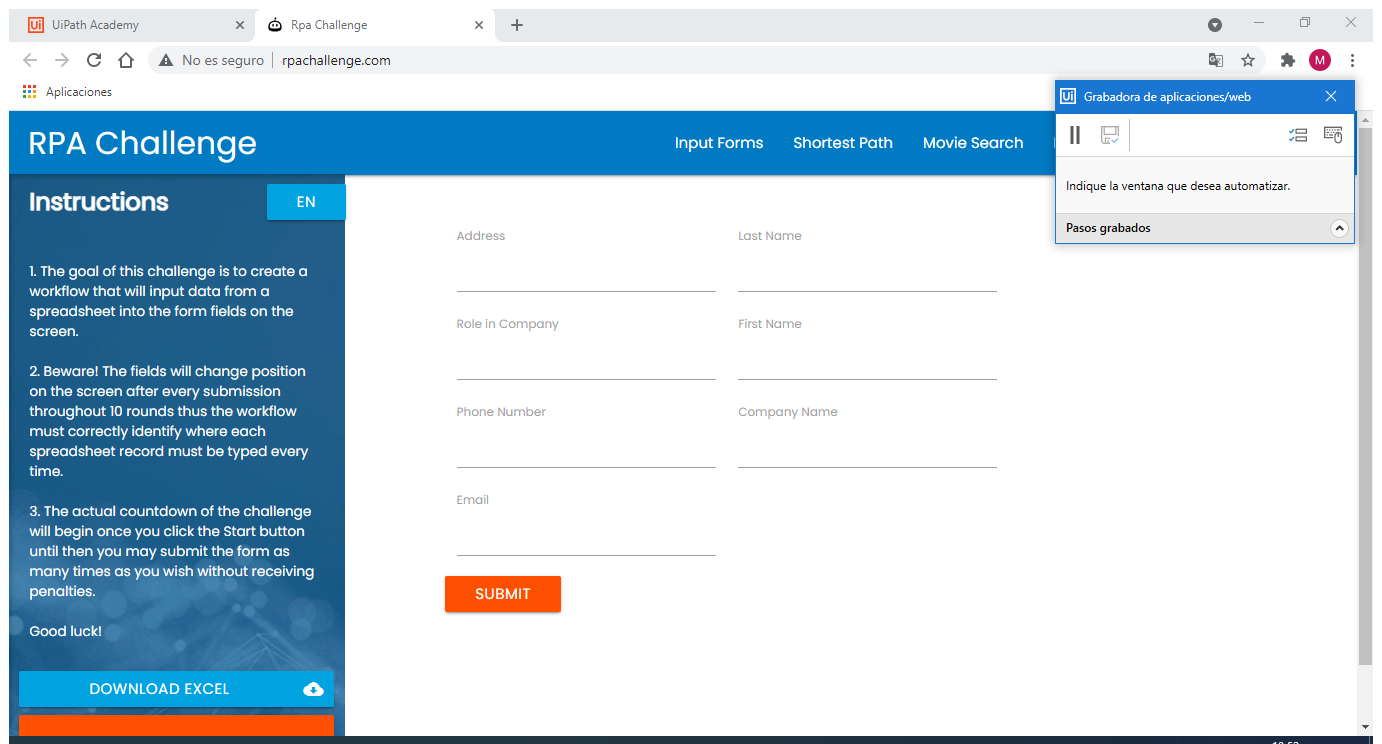 Ui UiPath Academy
Rpa Challenge
No es seguro
rpachallenge.com
M
Aplicaciones
Ui Grabadora de aplicaciones/web
Indique la ventana que desea automatizar.
Pasos grabados
RPA Challenge
Input Forms
Shortest Path
Movie Search
Instructions
EN
1. The goal of this challenge is to create a
workflow that will input data from a
spreadsheet into the form fields on the
screen.
2. Beware! The fields will change position
on the screen after every submission
throughout 10 rounds thus the workflow
must correctly identify where each
spreadsheet record must be typed every
time.
3. The actual countdown of the challenge
will begin once you click the Start button
until then you may submit the form as
many times as you wish without receiving
penalties.
Good luck!
DOWNLOAD EXCEL
Address
Last Name
Role in Company
First Name
Phone Number
Company Name
Email
SUBMIT